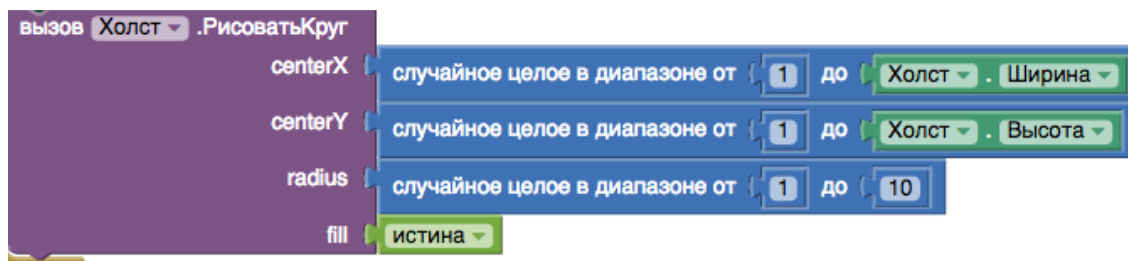 вызов Холст .РисоватьКруг
centerX случайное целое в диапазоне от 1 до Холст . Ширина
centerY случайное целое в диапазоне от 1 до Холст . Высота
radius случайное целое в диапазоне от 1 до 10
fill истина